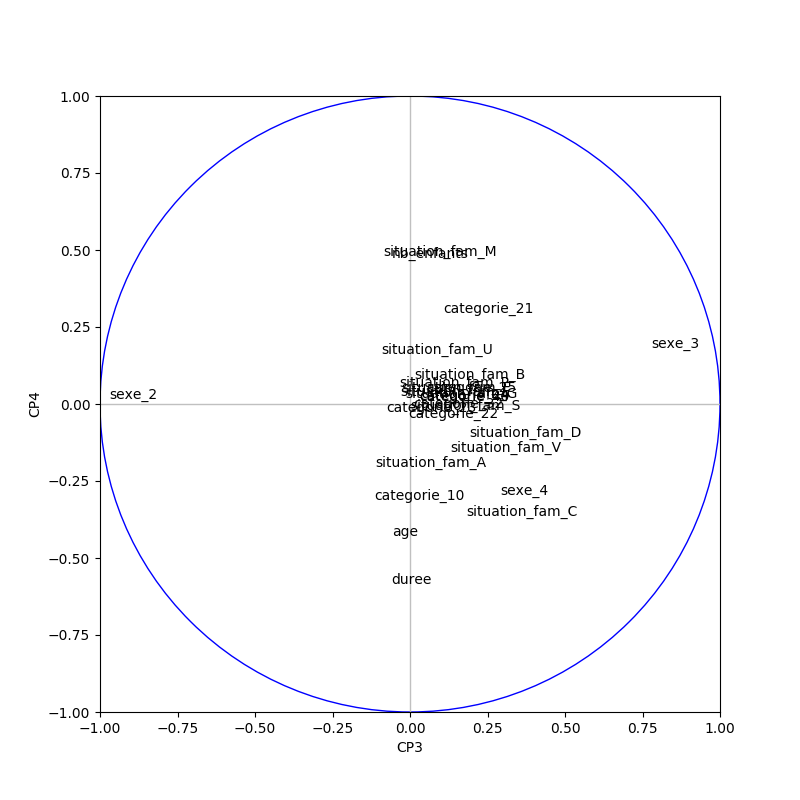 1.00
0.75
situation_fam_M
nb_enfants
0.50
categorie_21
0.25
situation_fam_U
sexe_3
situation_fam_B
sexe_2
0.00
categorie_22
situation_fam_D
situation_fam_V
situation_fam_A
−0.25
sexe_4
categorie_10
situation_fam_C
age
−0.50
duree
−0.75
−1.00
−1.00 −0.75 −0.50 −0.25 0.00 0.25 0.50 0.75 1.00
CP3
CP4